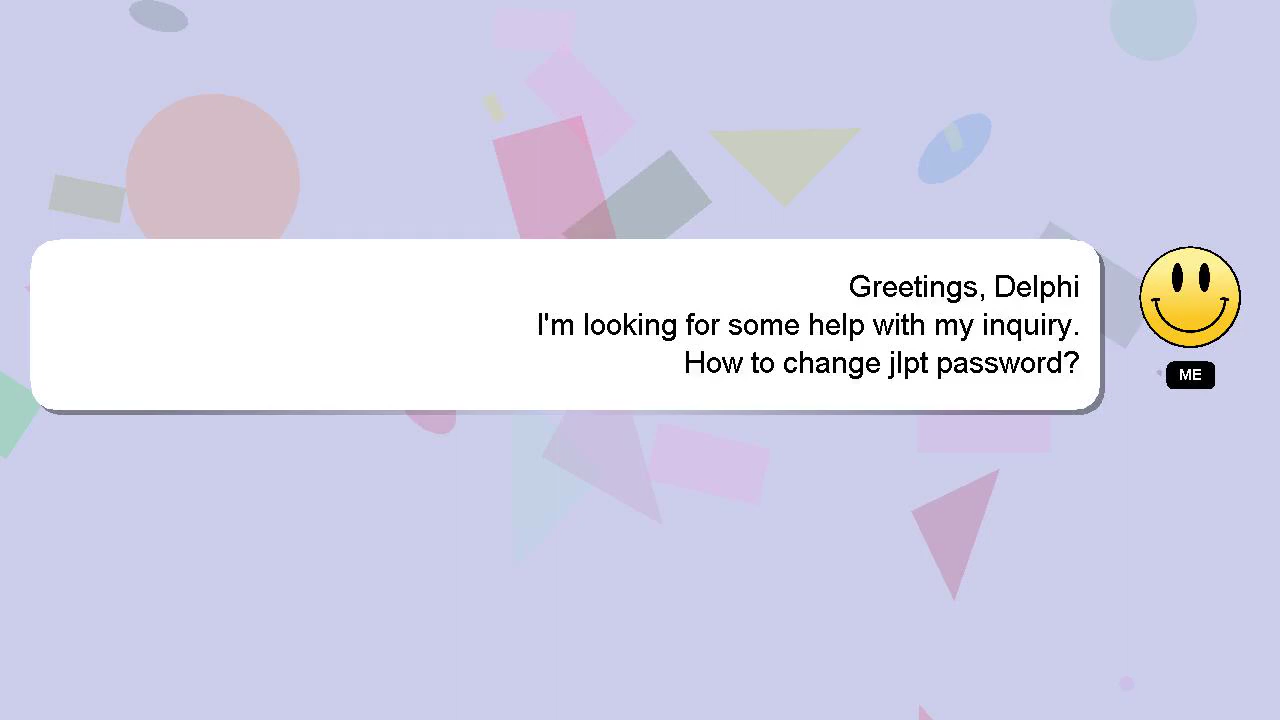 Greetings, Delphi
I'm looking for some help with my inquiry.
How to change jlpt password?
ME